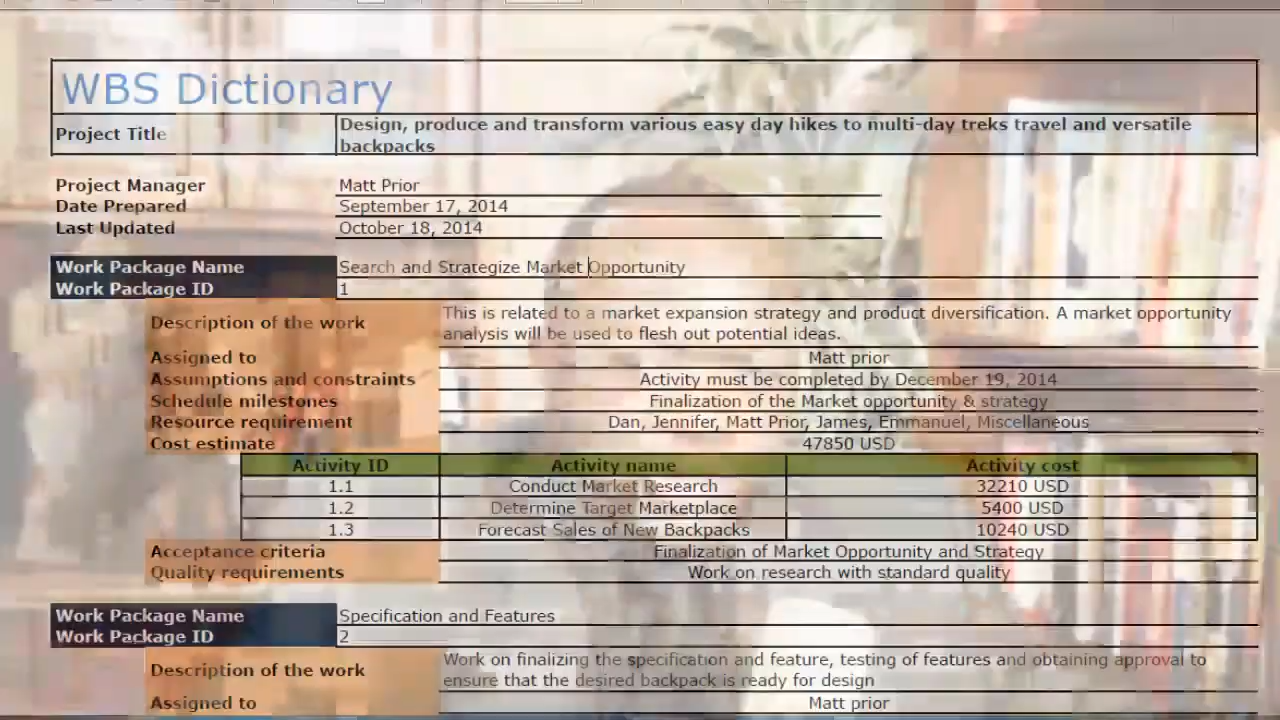 WBS Dictionary
Project Title
Design, produce and transform various easy day hikes to multi-day treks travel and versatile
backpacks
Project Manager Matt Prior
Date Prepared September 17, 2014
Last Updated October 18, 2014
Work Package Name Search and Strategize Market Opportunity
Work Package ID 1
Description of the work
This is related to a market expansion strategy and product diversification. A market opportunity
analysis will be used to flesh out potential ideas.
Assigned to Matt prior
Assumptions and constraints Activity must be completed by December 19, 2014
Schedule milestones Finalization of the Market opportunity & strategy
Resource requirement Dan, Jennifer, Matt Prior, James, Emmanuel, Miscellaneous
Cost estimate 47850 USD
Activity ID Activity name Activity cost
1.1 Conduct Market Research 32210 USD
1.2 Determine Target Marketplace 5400 USD
1.3 Forecast Sales of New Backpacks 10240 USD
Acceptance criteria Finalization of Market Opportunity and Strategy
Quality requirements Work on research with standard quality
Work Package Name Specification and Features
Work Package ID 2
Description of the work
Work on finalizing the specification and feature, testing of features and obtaining approval to
ensure that the desired backpack is ready for design
Assigned to Matt prior